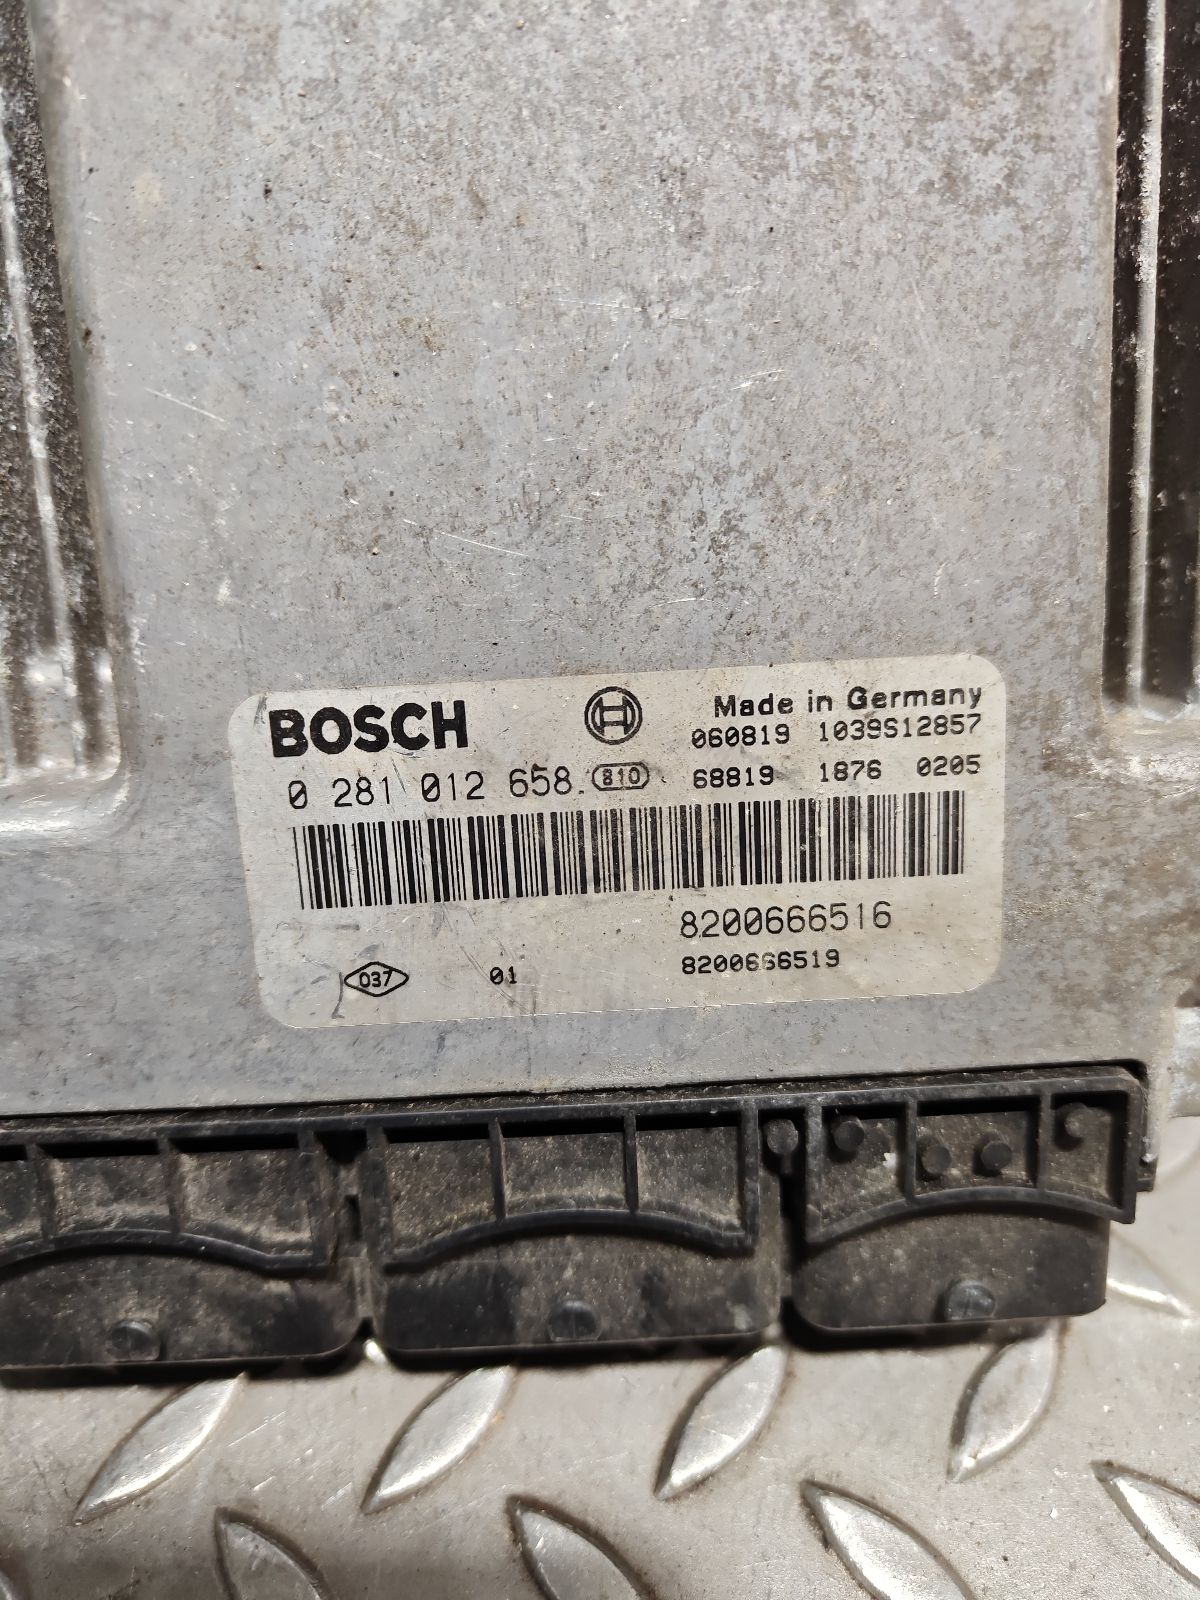 BOSCH
Made in Germany
060819 1039S12857
0 281 012 658. 810 68819 1876 0205
8200666516
037 01 8200666519